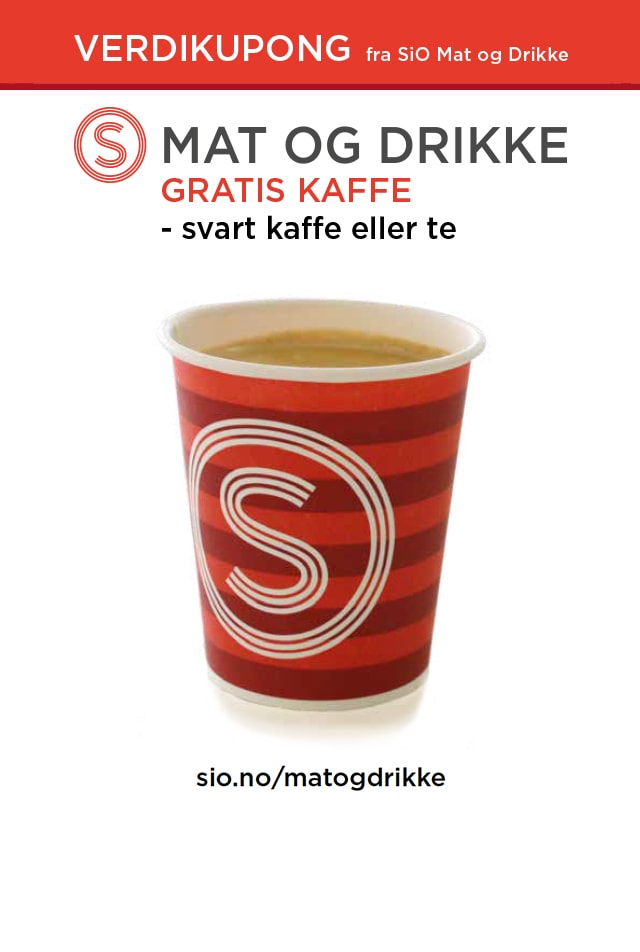 VERDIKUPONG fra SiO Mat og Drikke
S MAT OG DRIKKE
GRATIS KAFFE
- svart kaffe eller te
S
sio.no/matogdrikke